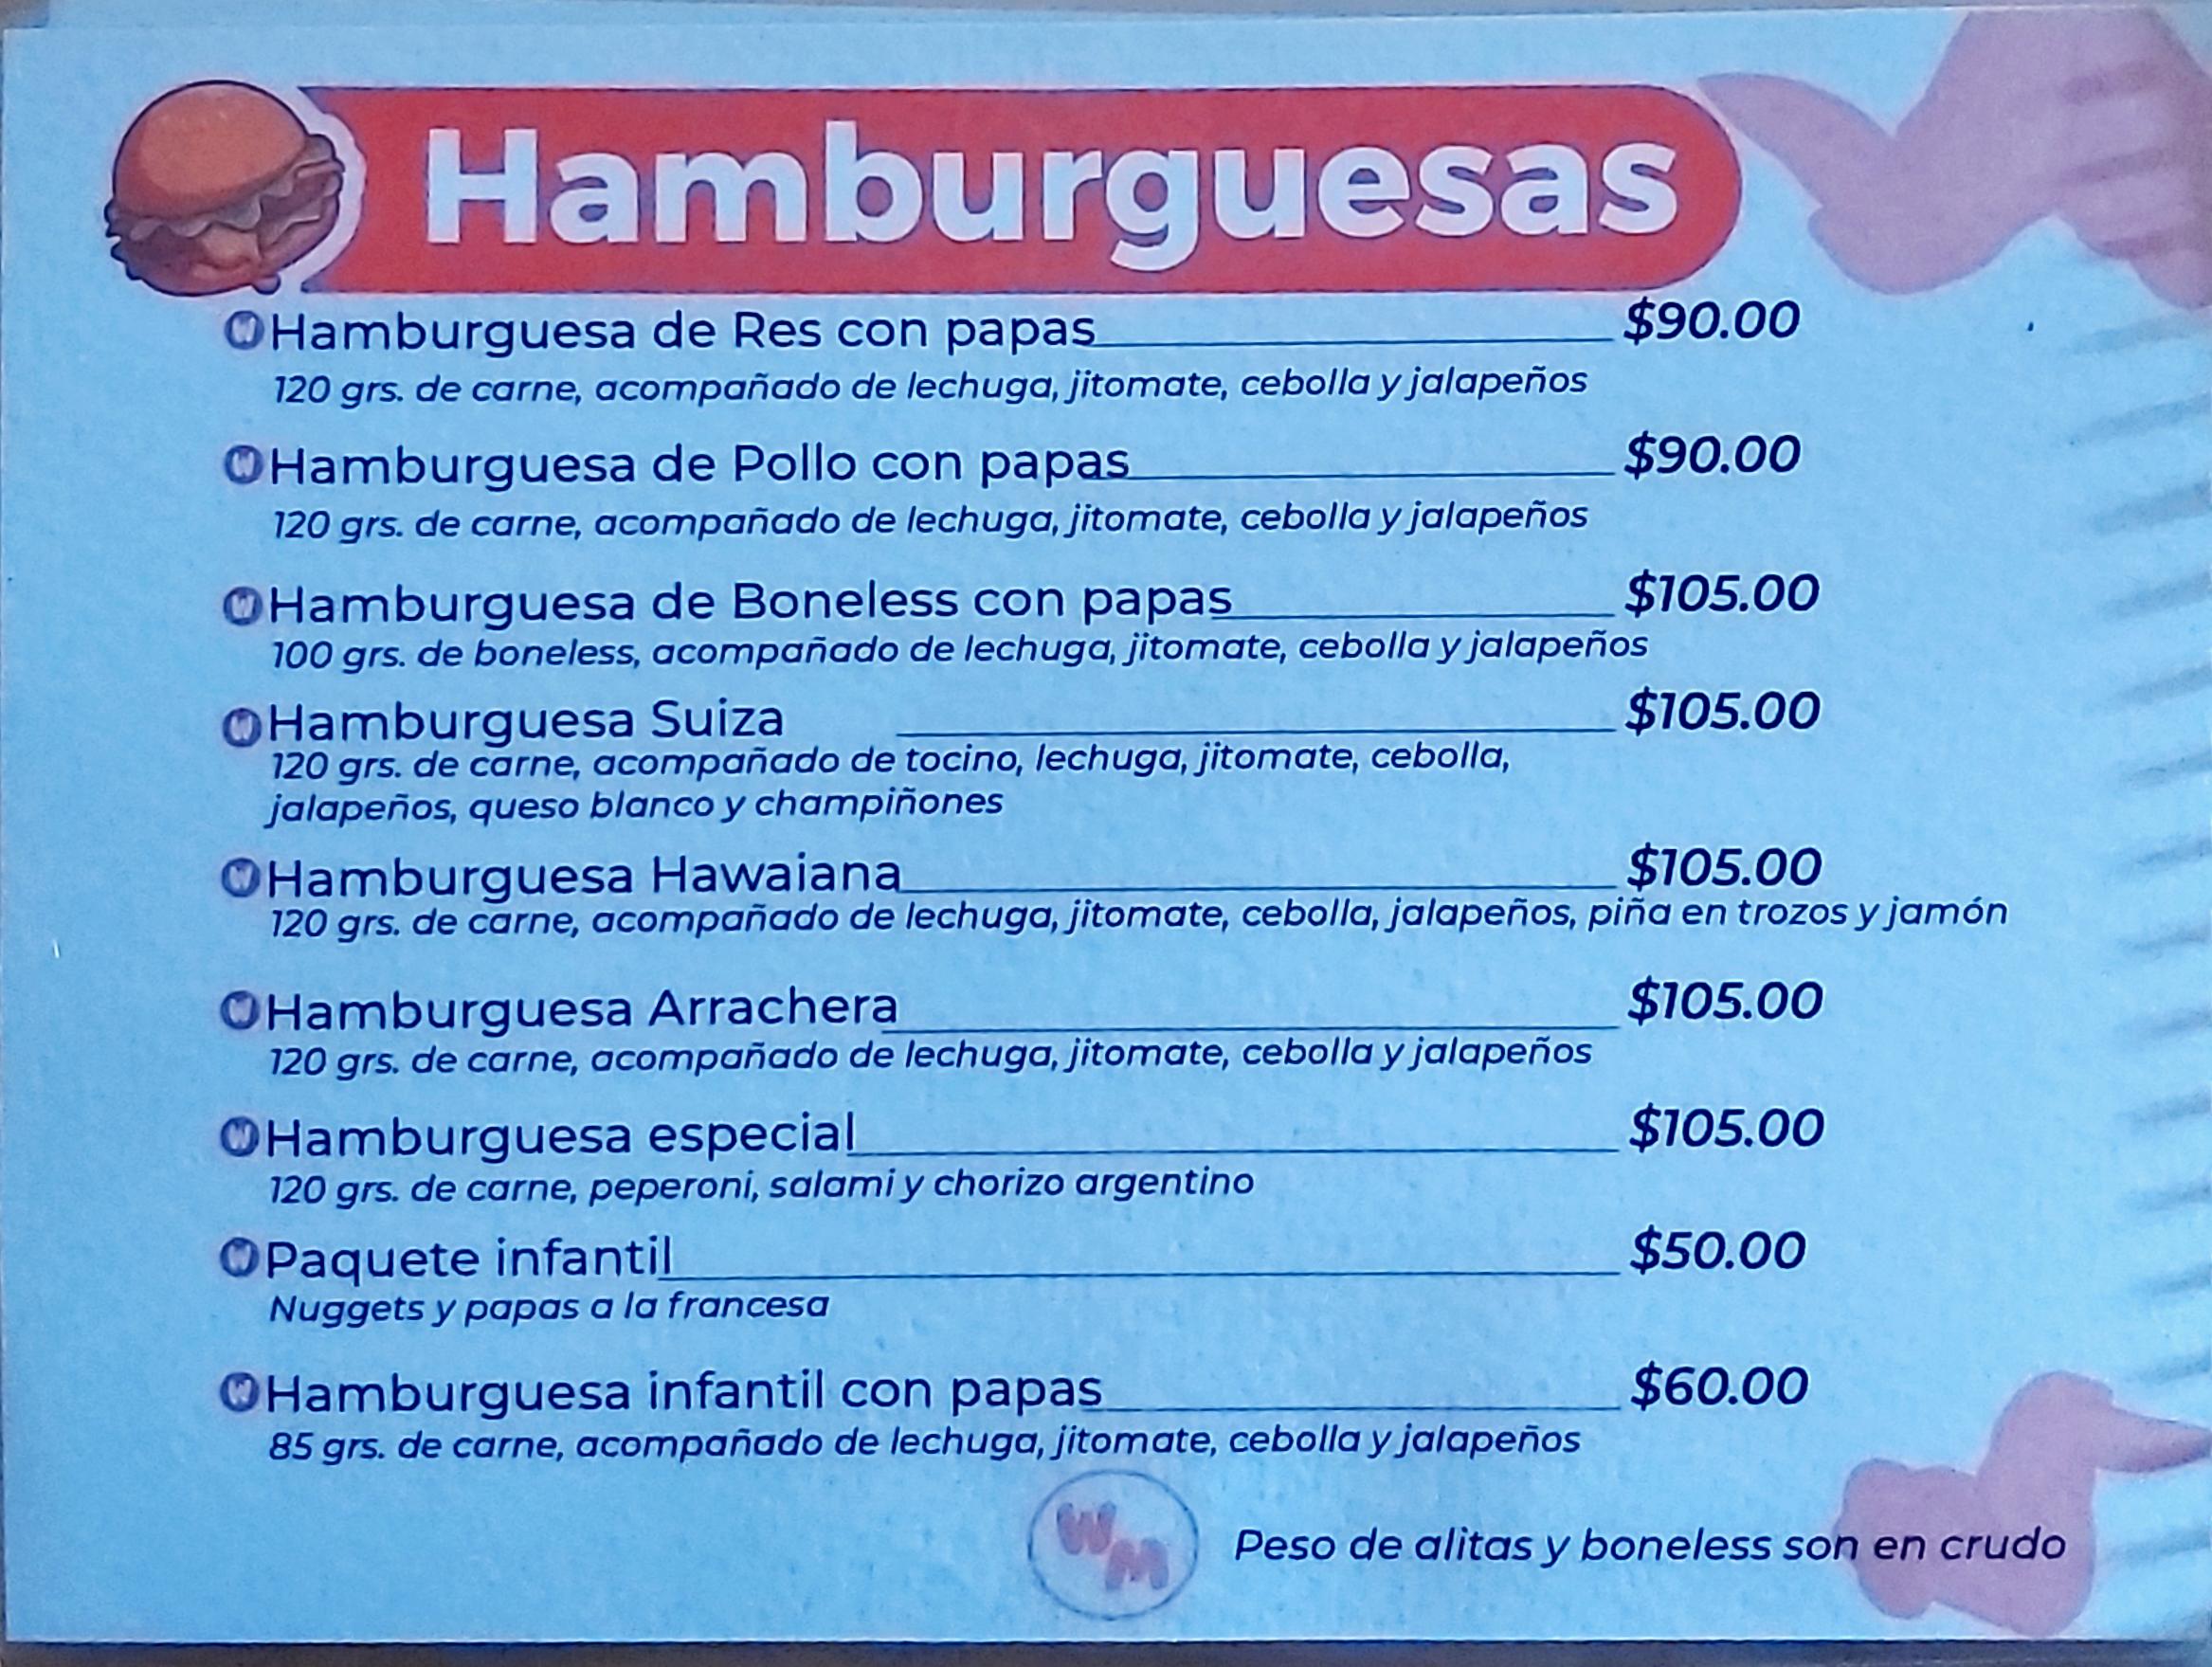 Hamburguesas
Hamburguesa de Res con papas $90.00
120 grs. de carne, acompañado de lechuga, jitomate, cebolla y jalapeños
Hamburguesa de Pollo con papas $90.00
120 grs. de carne, acompañado de lechuga, jitomate, cebolla y jalapeños
Hamburguesa de Boneless con papas $105.00
100 grs. de boneless, acompañado de lechuga, jitomate, cebolla y jalapeños
Hamburguesa Suiza $105.00
120 grs. de carne, acompañado de tocino, lechuga, jitomate, cebolla,
jalapeños, queso blanco y champiñones
Hamburguesa Hawaiana $105.00
120 grs. de carne, acompañado de lechuga, jitomate, cebolla, jalapeños, piña en trozos y jamón
Hamburguesa Arrachera $105.00
120 grs. de carne, acompañado de lechuga, jitomate, cebolla y jalapeños
Hamburguesa especial $105.00
120 grs. de carne, peperoni, salami y chorizo argentino
Paquete infantil $50.00
Nuggets y papas a la francesa
Hamburguesa infantil con papas $60.00
85 grs. de carne, acompañado de lechuga, jitomate, cebolla y jalapeños
WM
Peso de alitas y boneless son en crudo